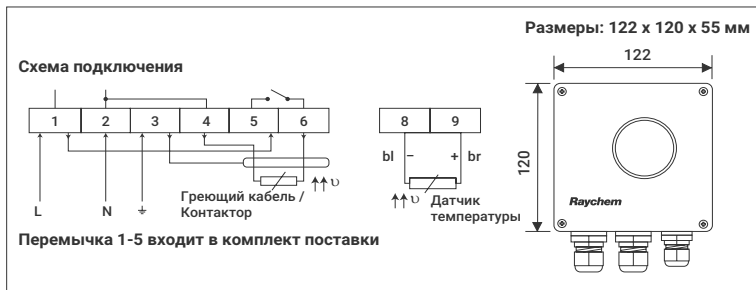 Размеры: 122 x 120 x 55 мм
122
Схема подключения
1 2 3 4 5 6
8 9
bl – + br
120
υ
Греющий кабель /
Контактор
υ
Датчик
температуры
L N
Raychem
Перемычка 1-5 входит в комплект поставки